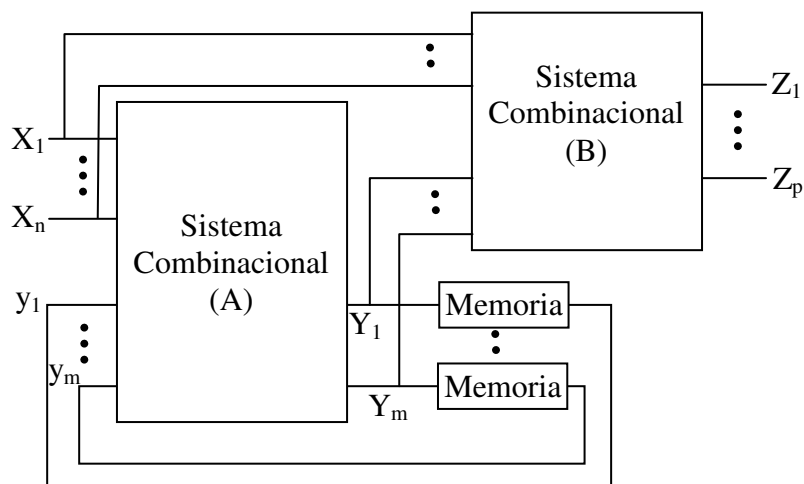 Sistema
Combinacional
(B)
Z1
Zp
X1
Xn
Sistema
Combinacional
(A)
y1
ym
Y1
Ym
Memoria
Memoria